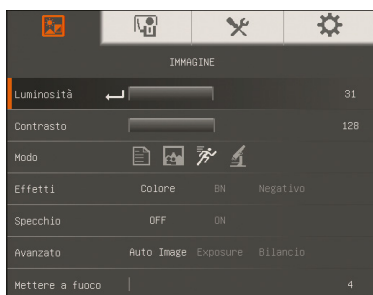 IMMAGINE
Luminosità 31
Contrasto 128
Modo
Effetti Colore BN Negativo
Specchio OFF ON
Avanzato Auto Image Exposure Bilancio
Mettere a fuoco 4